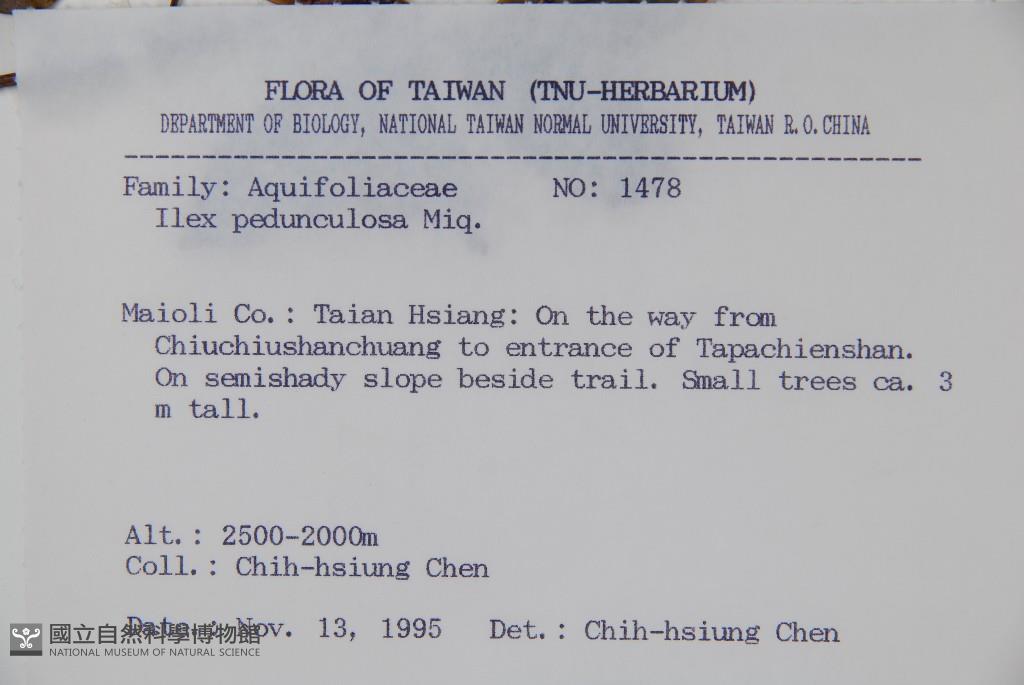 FLORA OF TAIWAN (TNU-HERBARIUM)
DEPARTMENT OF BIOLOGY, NATIONAL TAIWAN NORMAL UNIVERSITY, TAIWAN R.O.CHINA
Family: Aquifoliaceae NO: 1478
Ilex pedunculosa Miq.
Maioli Co.: Taian Hsiang: On the way from
Chiuchiushanchuang to entrance of Tapachienshan.
On semishady slope beside trail. Small trees ca. 3
m tall.
Alt.: 2500-2000m
Coll.: Chih-hsiung Chen
Date.: Nov. 13, 1995 Det.: Chih-hsiung Chen
國立自然科學博物館
NATIONAL MUSEUM OF NATURAL SCIENCE